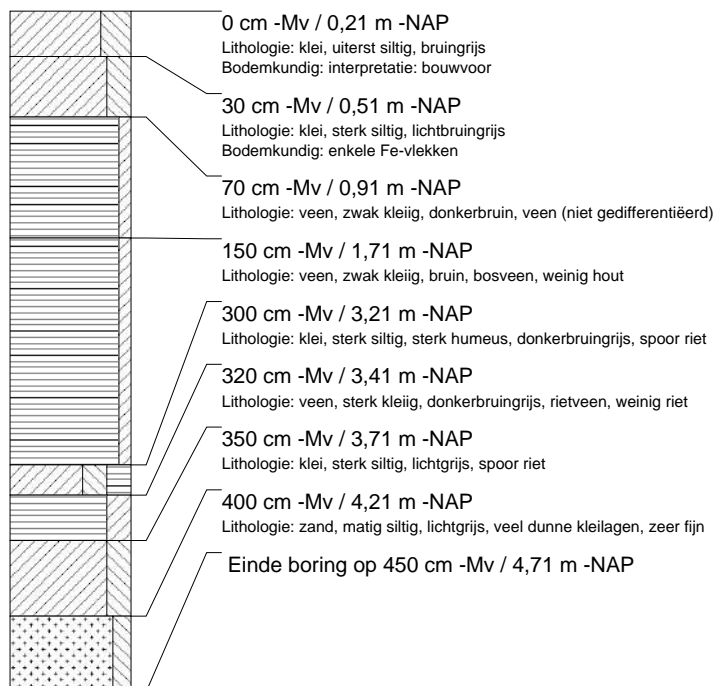 0 cm -Mv / 0,21 m -NAP
Lithologie: klei, uiterst siltig, bruingrijs
Bodemkundig: interpretatie: bouwvoor
30 cm -Mv / 0,51 m -NAP
Lithologie: klei, sterk siltig, lichtbruingrijs
Bodemkundig: enkele Fe-vlekken
70 cm -Mv / 0,91 m -NAP
Lithologie: veen, zwak kleiig, donkerbruin, veen (niet gedifferentiëerd)
150 cm -Mv / 1,71 m -NAP
Lithologie: veen, zwak kleiig, bruin, bosveen, weinig hout
300 cm -Mv / 3,21 m -NAP
Lithologie: klei, sterk siltig, sterk humeus, donkerbruingrijs, spoor riet
320 cm -Mv / 3,41 m -NAP
Lithologie: veen, sterk kleiig, donkerbruingrijs, rietveen, weinig riet
350 cm -Mv / 3,71 m -NAP
Lithologie: klei, sterk siltig, lichtgrijs, spoor riet
400 cm -Mv / 4,21 m -NAP
Lithologie: zand, matig siltig, lichtgrijs, veel dunne kleilagen, zeer fijn
Einde boring op 450 cm -Mv / 4,71 m -NAP